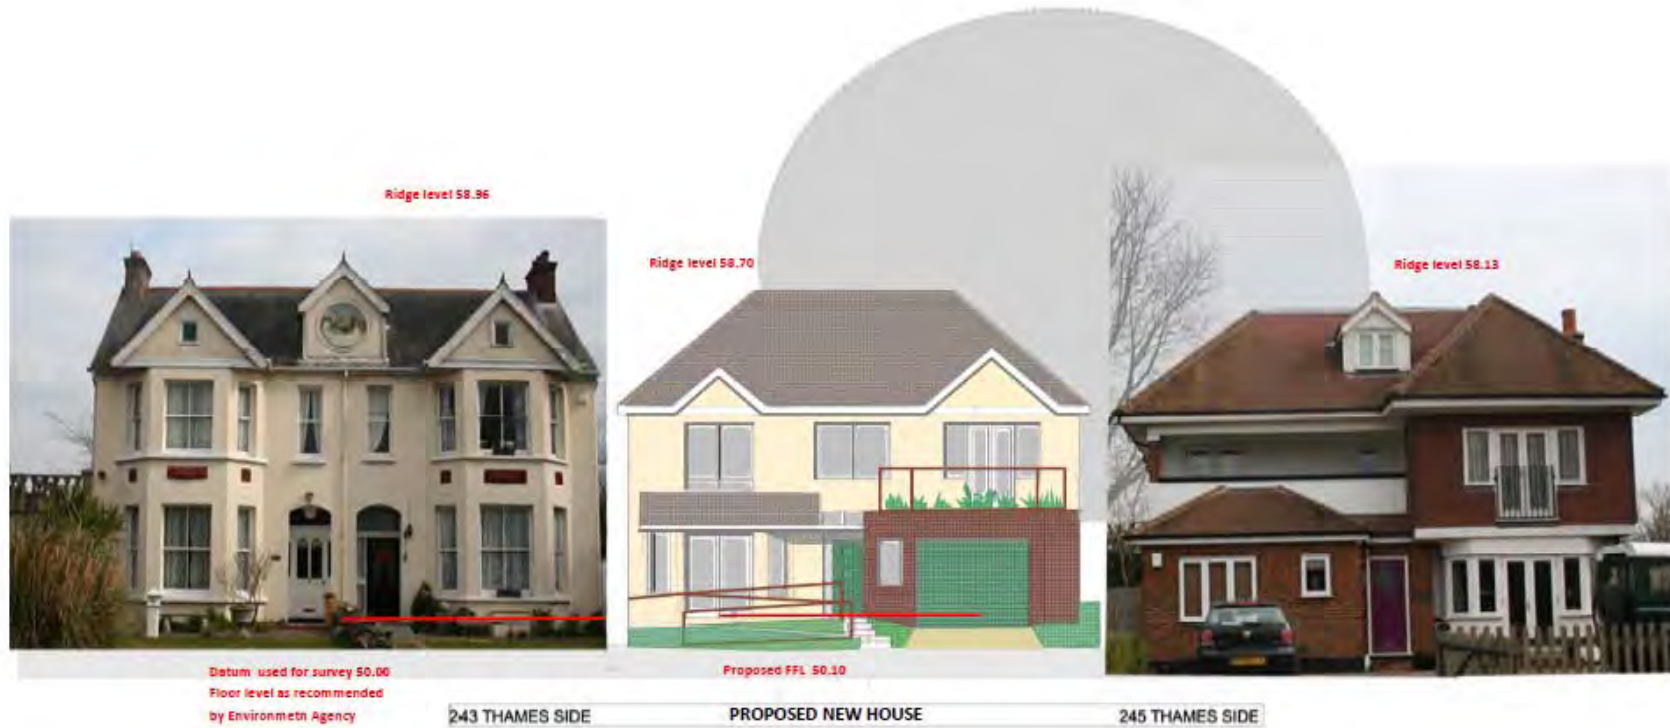 Ridge level 58.96
Ridge level 58.70
Ridge level 58.13
Datum used for survey 50.00
Floor level as recommended
by Environmetn Agency
Proposed FFL 50.10
243 THAMES SIDE
PROPOSED NEW HOUSE
245 THAMES SIDE